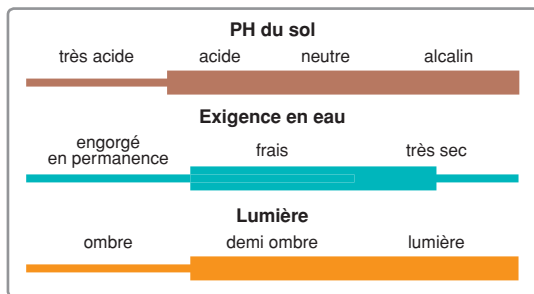 PH du sol
très acide acide neutre alcalin
Exigence en eau
engorgé
en permanence frais très sec
Lumière
ombre demi ombre lumière